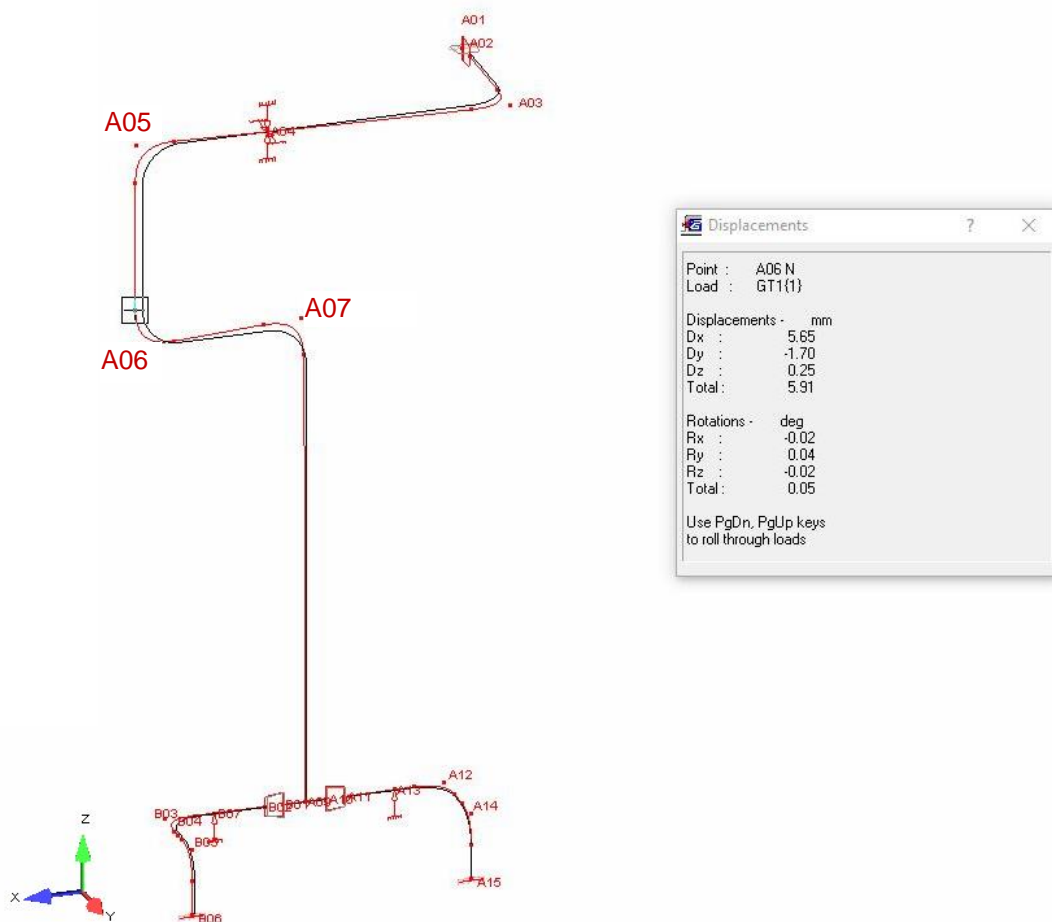 A01
A02
A03
A05
A04
A07
A06
Displacements ? ×
Point : A06 N
Load : GT1{1}
Displacements - mm
Dx : 5.65
Dy : -1.70
Dz : 0.25
Total : 5.91
Rotations - deg
Rx : -0.02
Ry : 0.04
Rz : -0.02
Total : 0.05
Use PgDn, PgUp keys
to roll through loads
A12
B03 B04 B07 B02 B01 A10 A11 A13 A14
B05
A15
B06
Z
X
Y